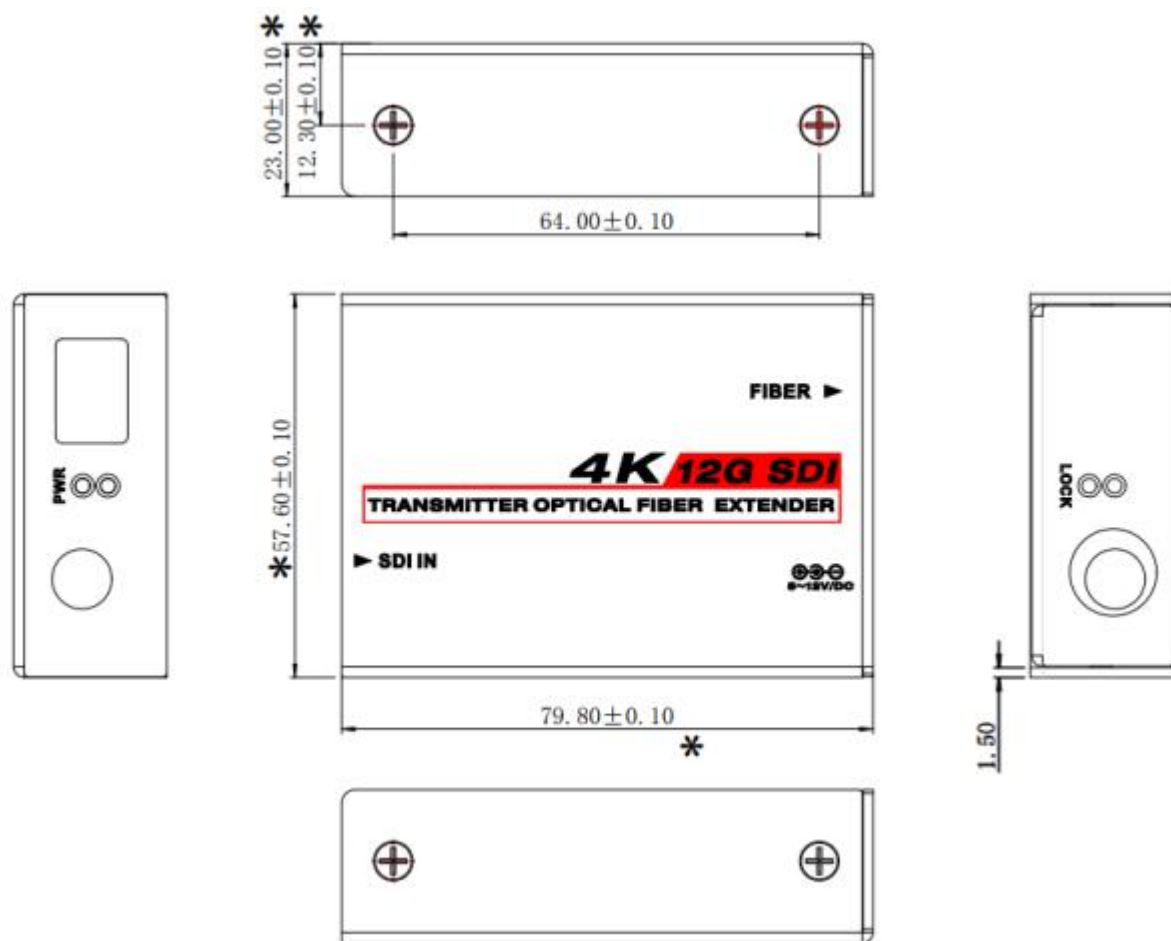 * *
23.00±0.10
12.30±0.10
64.00±0.10
PWR
*57.60±0.10
FIBER ►
4K 12G SDI
TRANSMITTER OPTICAL FIBER EXTENDER
► SDI IN
79.80±0.10
*
LOCK
1.50